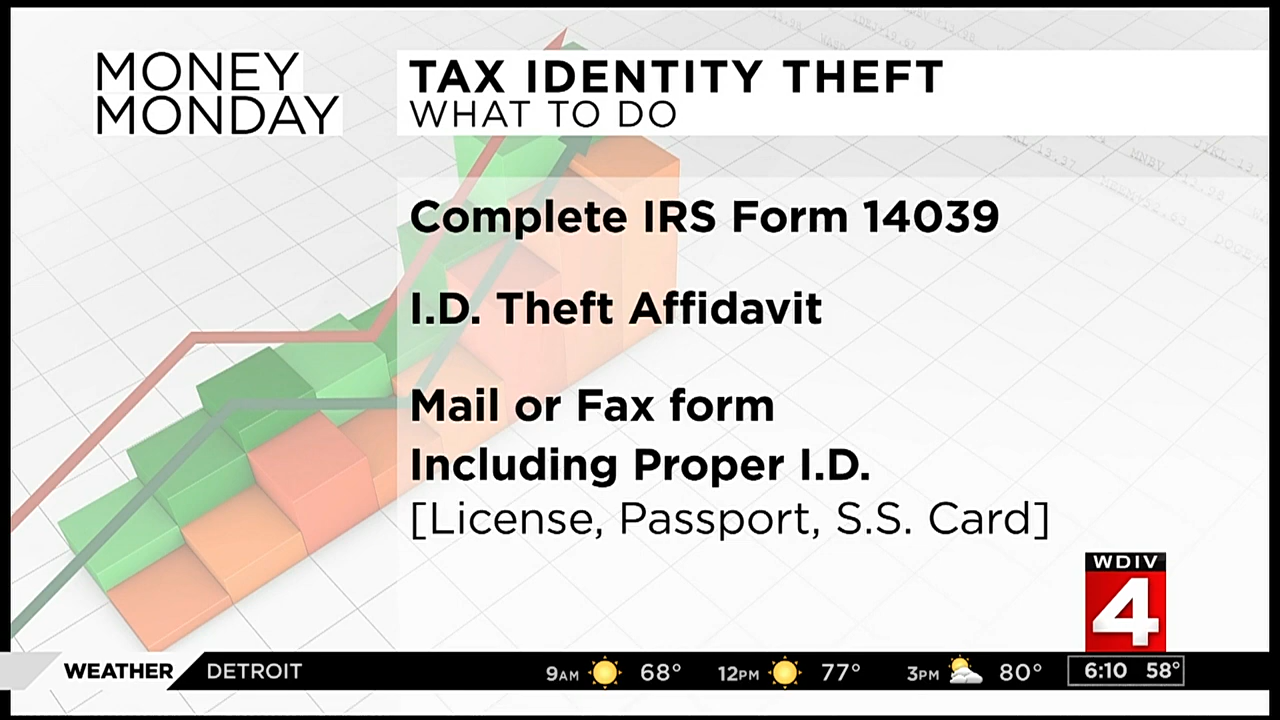 MONEY
MONDAY
TAX IDENTITY THEFT
WHAT TO DO
Complete IRS Form 14039
I.D. Theft Affidavit
Mail or Fax form
Including Proper I.D.
[License, Passport, S.S. Card]
WDIV
4
WEATHER DETROIT 9AM 68° 12PM 77° 3PM 80° 6:10 58°